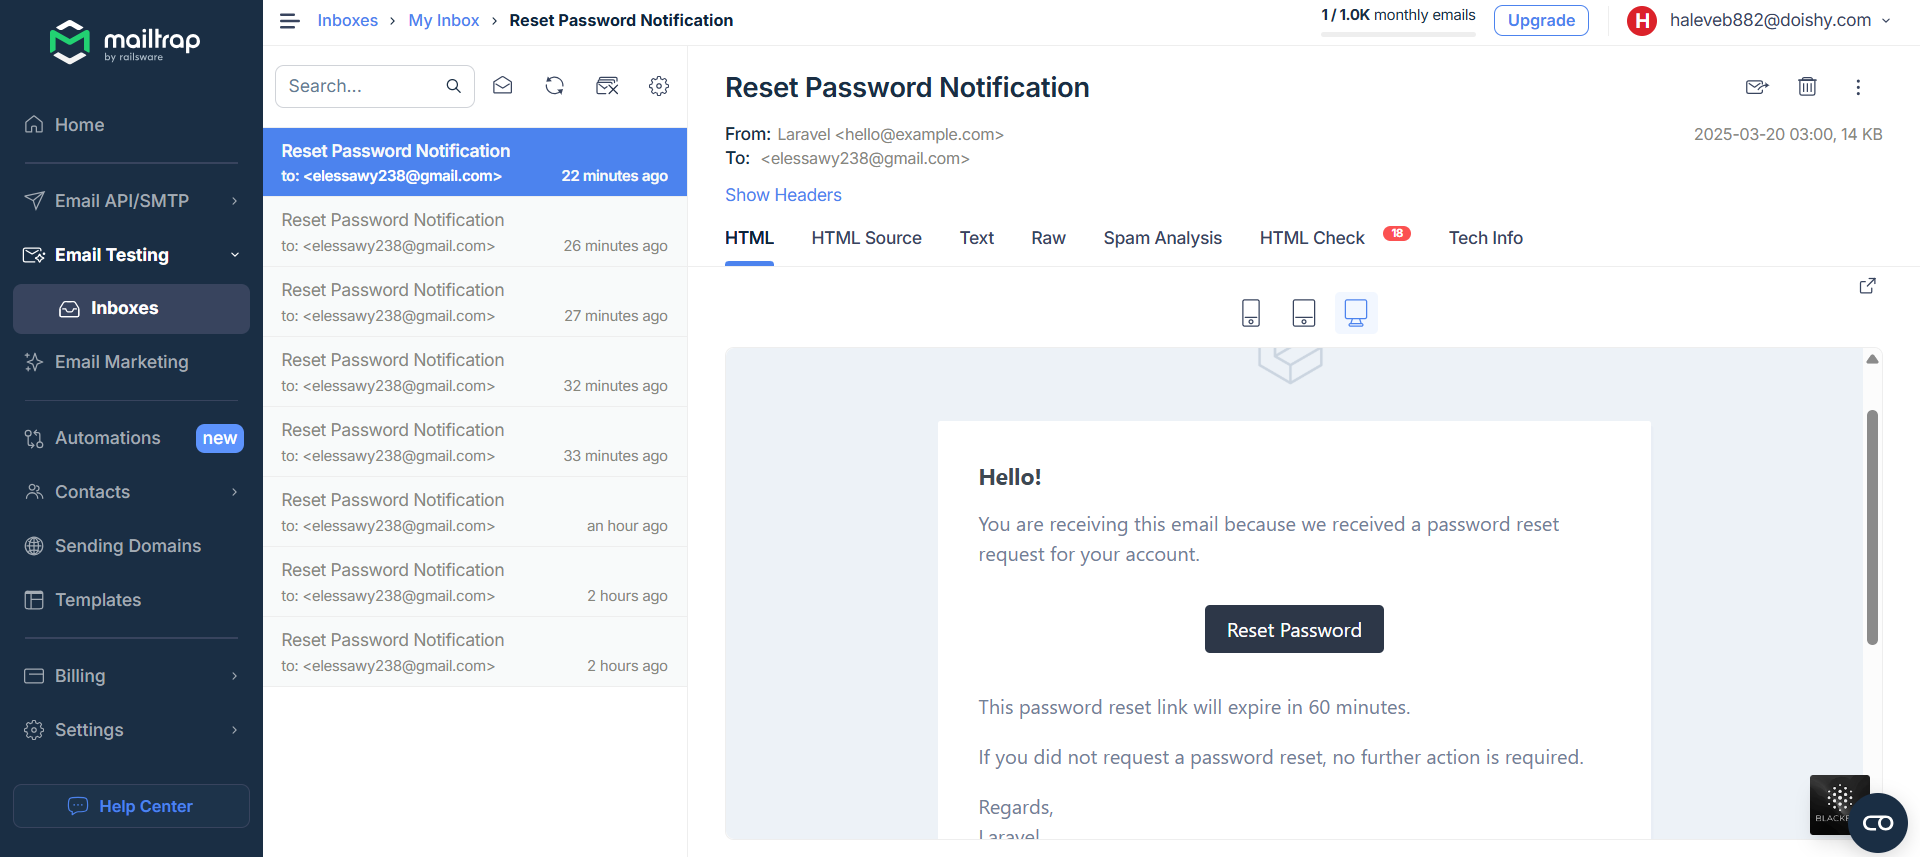 mailtrap
by railsware
Home
Email API/SMTP
Email Testing
Inboxes
Email Marketing
Automations new
Contacts
Sending Domains
Templates
Billing
Settings
Help Center
Inboxes > My Inbox > Reset Password Notification
1 / 1.0K monthly emails
Upgrade
H haleveb882@doishy.com
Search...
Reset Password Notification
to: <elessawy238@gmail.com> 22 minutes ago
Reset Password Notification
to: <elessawy238@gmail.com> 26 minutes ago
Reset Password Notification
to: <elessawy238@gmail.com> 27 minutes ago
Reset Password Notification
to: <elessawy238@gmail.com> 32 minutes ago
Reset Password Notification
to: <elessawy238@gmail.com> 33 minutes ago
Reset Password Notification
to: <elessawy238@gmail.com> an hour ago
Reset Password Notification
to: <elessawy238@gmail.com> 2 hours ago
Reset Password Notification
to: <elessawy238@gmail.com> 2 hours ago
Reset Password Notification
From: Laravel <hello@example.com> 2025-03-20 03:00, 14 KB
To: <elessawy238@gmail.com>
Show Headers
HTML HTML Source Text Raw Spam Analysis HTML Check 18 Tech Info
Hello!
You are receiving this email because we received a password reset
request for your account.
Reset Password
This password reset link will expire in 60 minutes.
If you did not request a password reset, no further action is required.
Regards,
Laravel